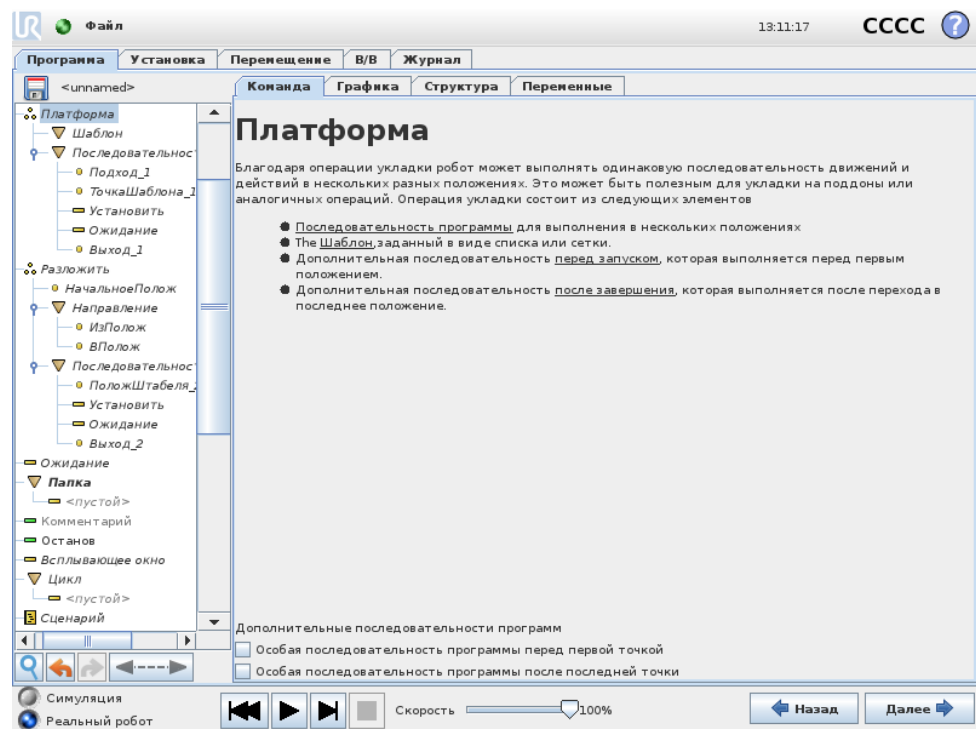 UR Файл 13:11:17 CCCC ?
Программа Установка Перемещение В/В Журнал
<unnamed> Команда Графика Структура Переменные
Платформа
Шаблон
Последовательнос
Подход_1
ТочкаШаблона_1
Установить
Ожидание
Выход_1
Разложить
НачальноеПолож
Направление
ИзПолож
ВПолож
Последовательнос
ПоложШтабеля_2
Установить
Ожидание
Выход_2
Ожидание
Папка
<пустой>
Комментарий
Останов
Всплывающее окно
Цикл
<пустой>
Сценарий
Платформа
Благодаря операции укладки робот может выполнять одинаковую последовательность движений и
действий в нескольких разных положениях. Это может быть полезным для укладки на поддоны или
аналогичных операций. Операция укладки состоит из следующих элементов
Последовательность программы для выполнения в нескольких положениях
The Шаблон,заданный в виде списка или сетки.
Дополнительная последовательность перед запуском, которая выполняется перед первым
положением.
Дополнительная последовательность после завершения, которая выполняется после перехода в
последнее положение.
Дополнительные последовательности программ
Особая последовательность программы перед первой точкой
Особая последовательность программы после последней точки
Симуляция
Реальный робот
Скорость 100%
Назад Далее